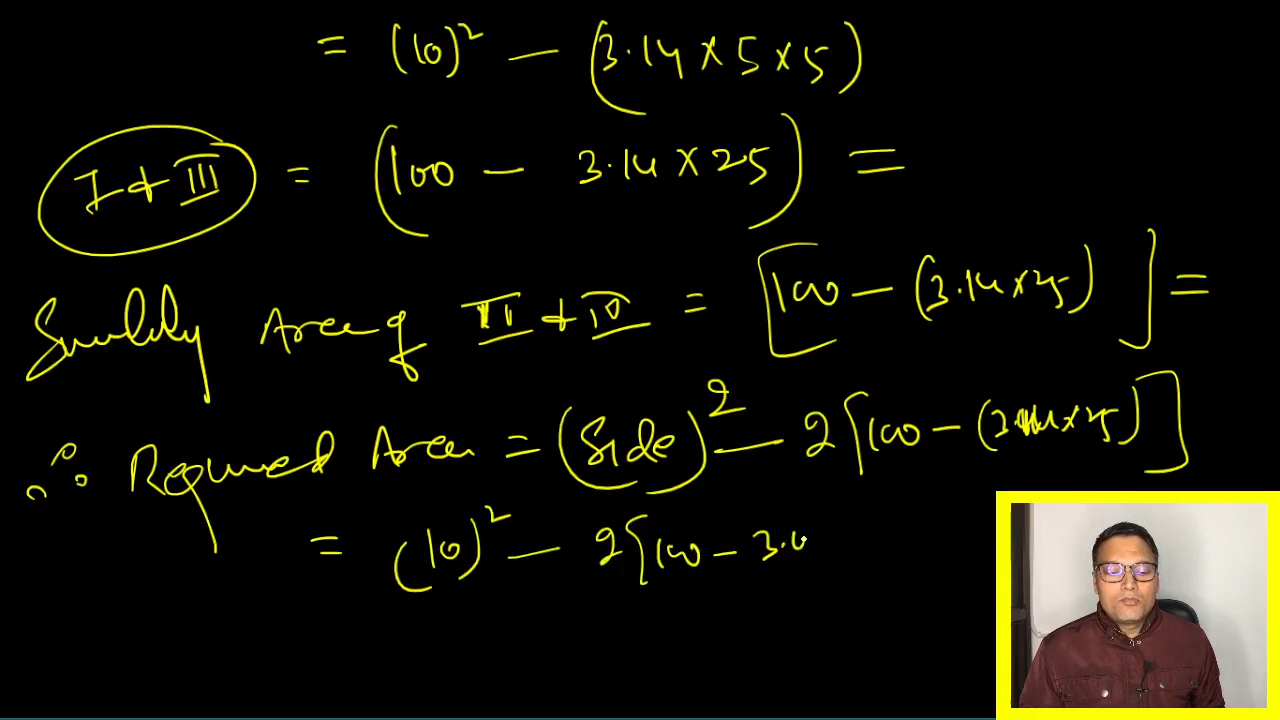 = (10)² — (3.14 × 5 × 5)
I + III = (100 — 3.14 × 25) =
Area of II + IV = [100 — (3.14 × 25)] =
∴ Required Area = (Side)² — 2[100 — (3.14 × 25)]
= (10)² — 2[100 — 3.1